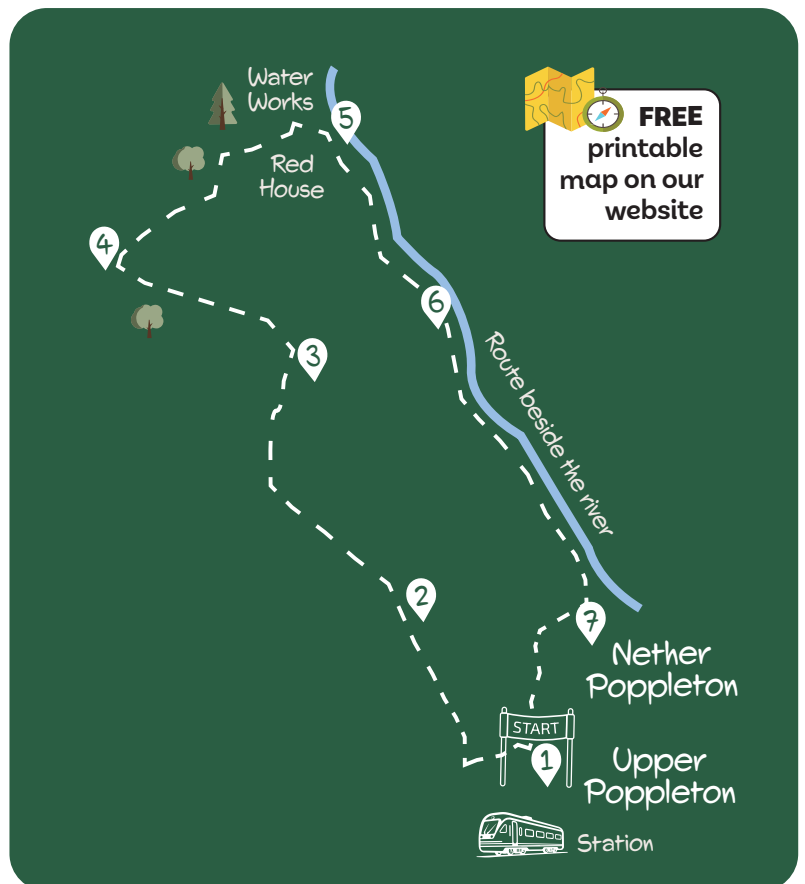 Water
Works
5
FREE
printable
map on our
website
Red
House
4
6
3
Route beside the river
2
7
Nether
Poppleton
START
1
Upper
Poppleton
Station